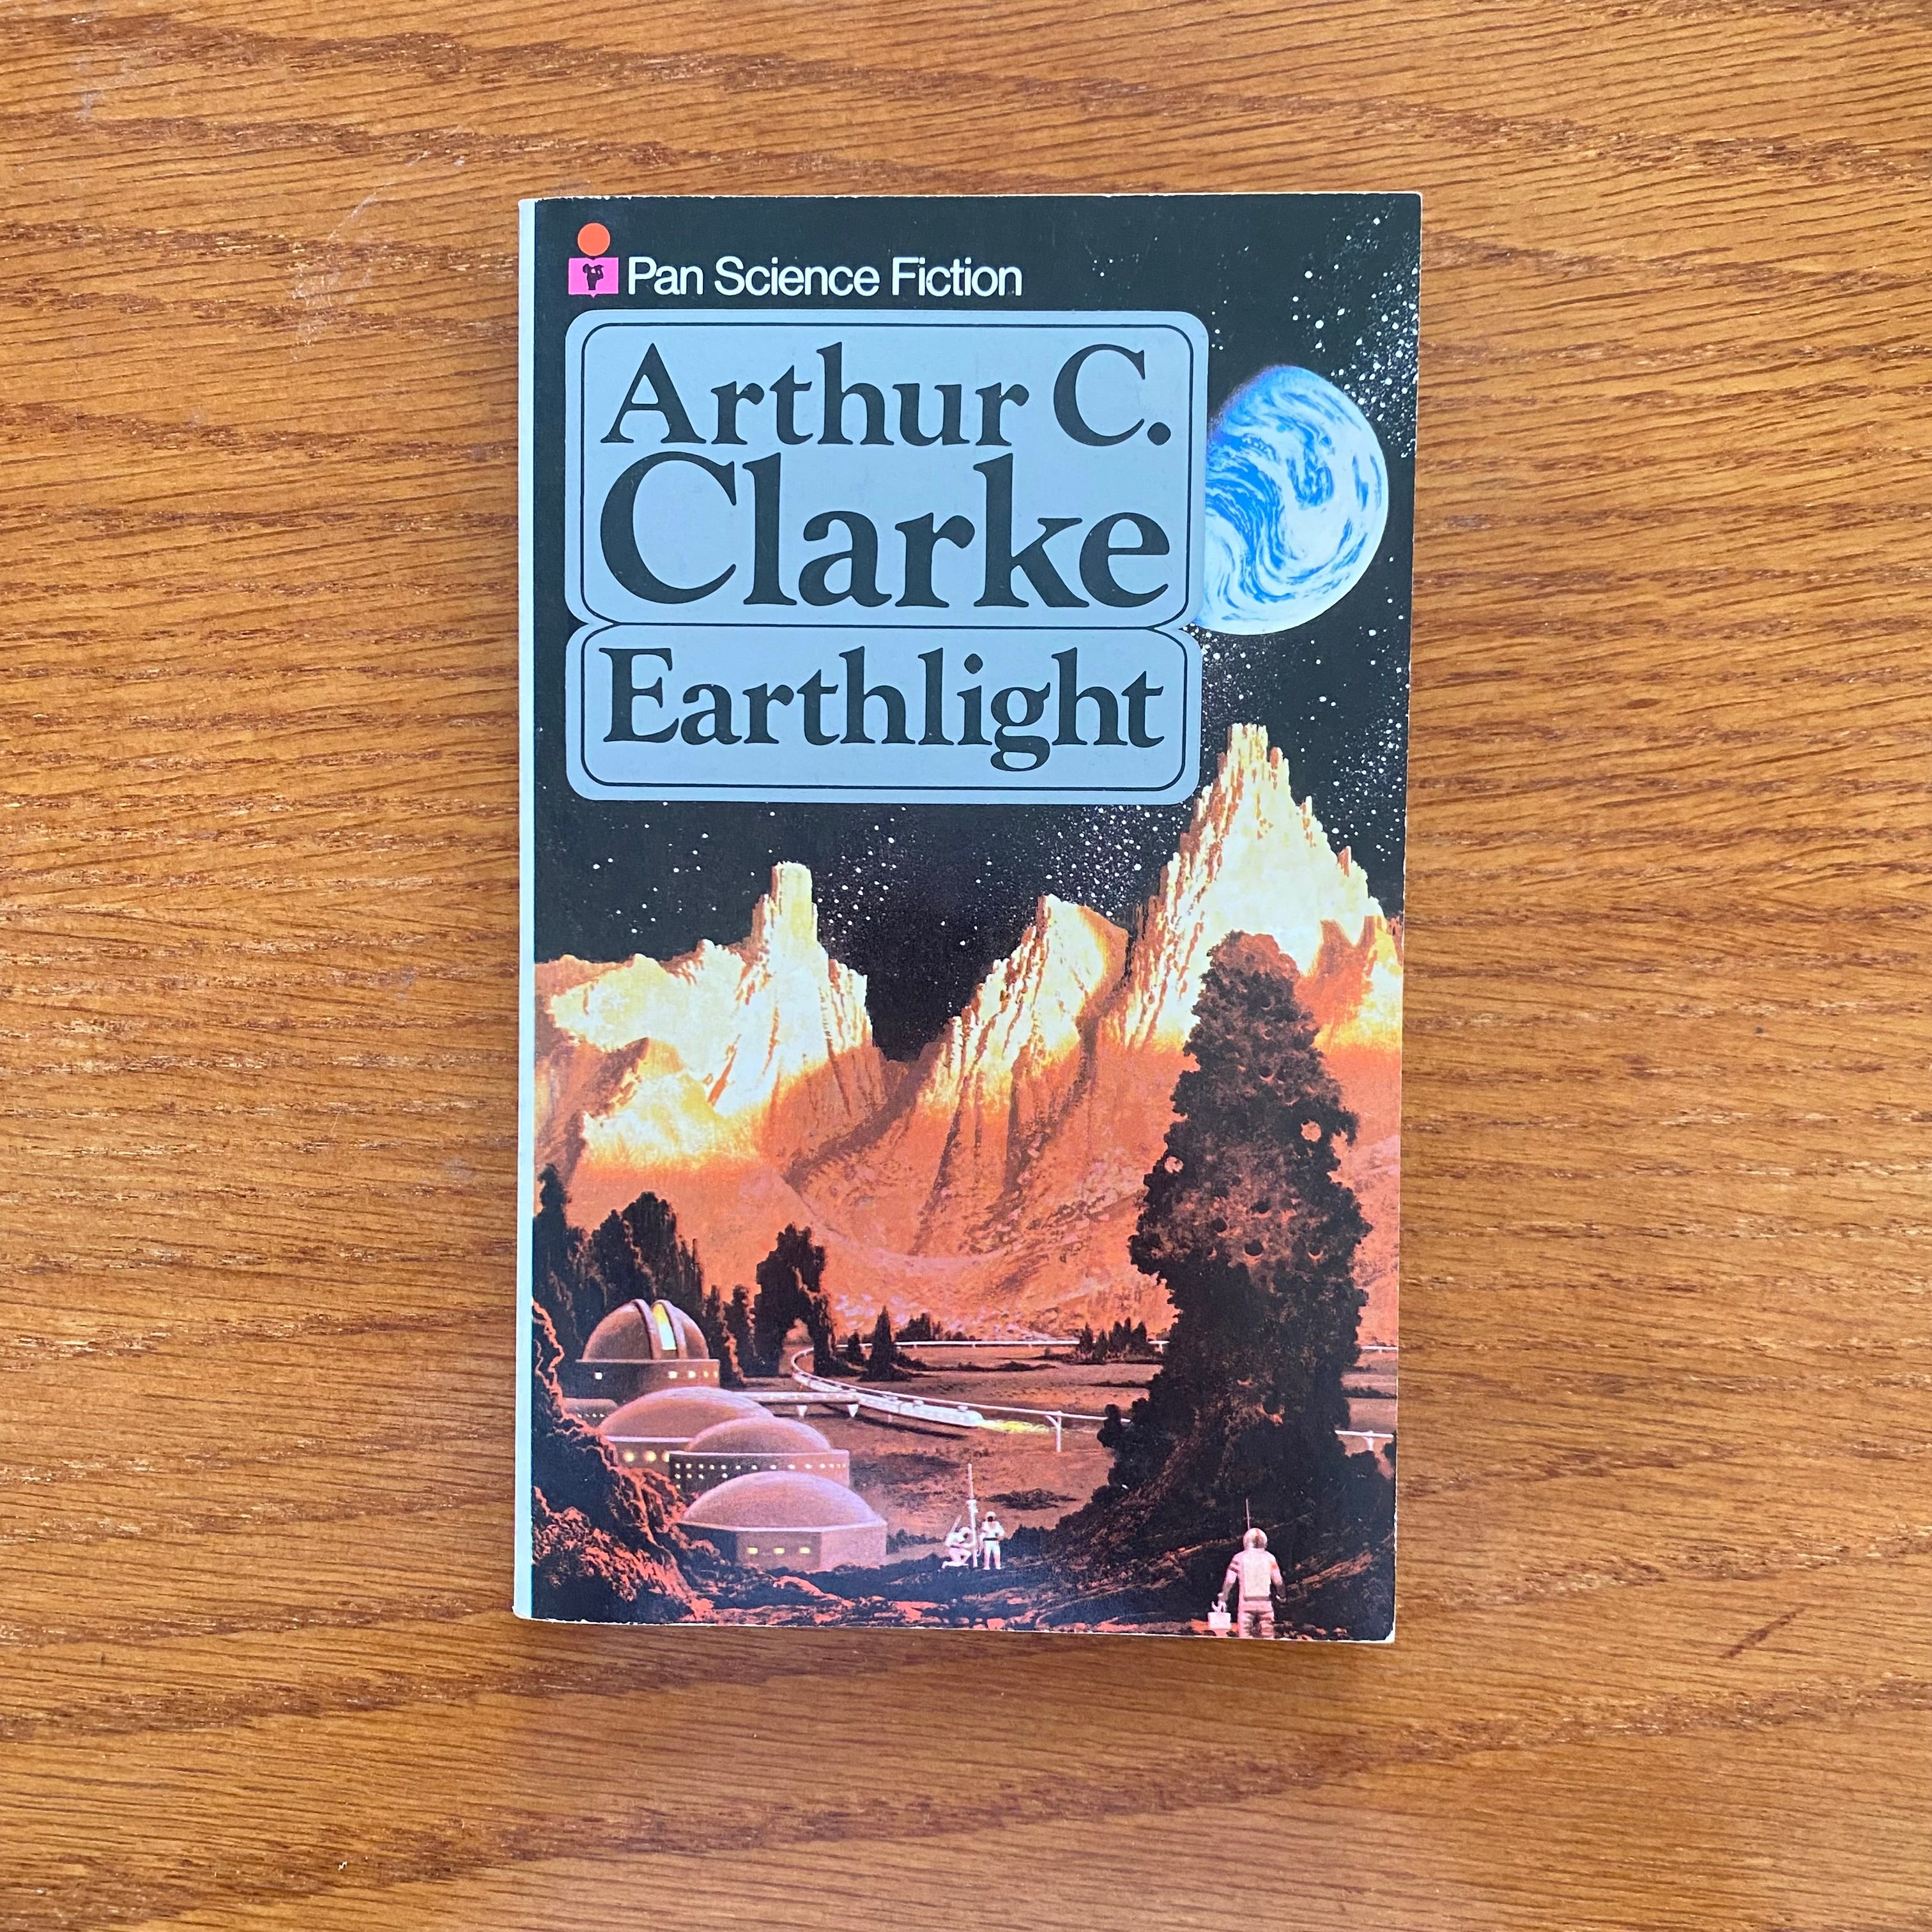 Pan Science Fiction
Arthur C.
Clarke
Earthlight